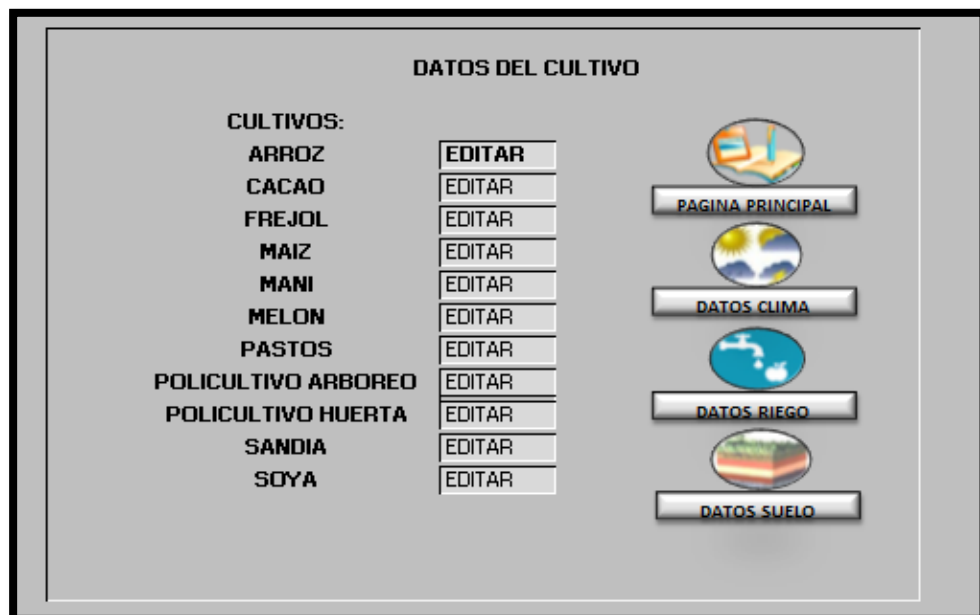 DATOS DEL CULTIVO
CULTIVOS:
ARROZ EDITAR
CACAO EDITAR
FREJOL EDITAR
MAIZ EDITAR
MANI EDITAR
MELON EDITAR
PASTOS EDITAR
POLICULTIVO ARBOREO EDITAR
POLICULTIVO HUERTA EDITAR
SANDIA EDITAR
SOYA EDITAR
PAGINA PRINCIPAL
DATOS CLIMA
DATOS RIEGO
DATOS SUELO